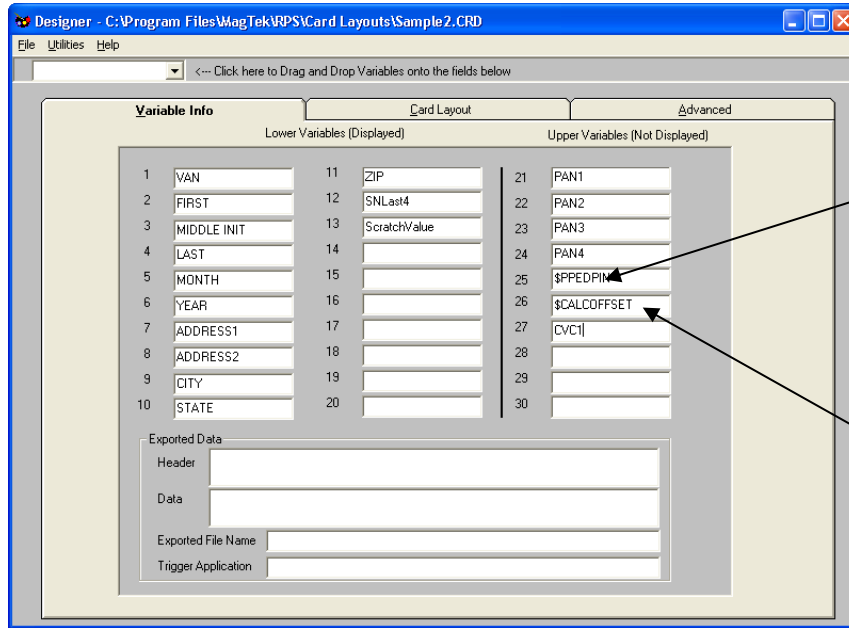 Designer - C:\Program Files\MagTek\RPS\Card Layouts\Sample2.CRD
File Utilities Help
<--- Click here to Drag and Drop Variables onto the fields below
Variable Info Card Layout Advanced
Lower Variables (Displayed) Upper Variables (Not Displayed)
1 VAN 11 ZIP 21 PAN1
2 FIRST 12 SNLast4 22 PAN2
3 MIDDLE INIT 13 ScratchValue 23 PAN3
4 LAST 14 24 PAN4
5 MONTH 15 25 $PPEDPIN
6 YEAR 16 26 $CALCOFFSET
7 ADDRESS1 17 27 CVC1
8 ADDRESS2 18 28
9 CITY 19 29
10 STATE 20 30
Exported Data
Header
Data
Exported File Name
Trigger Application